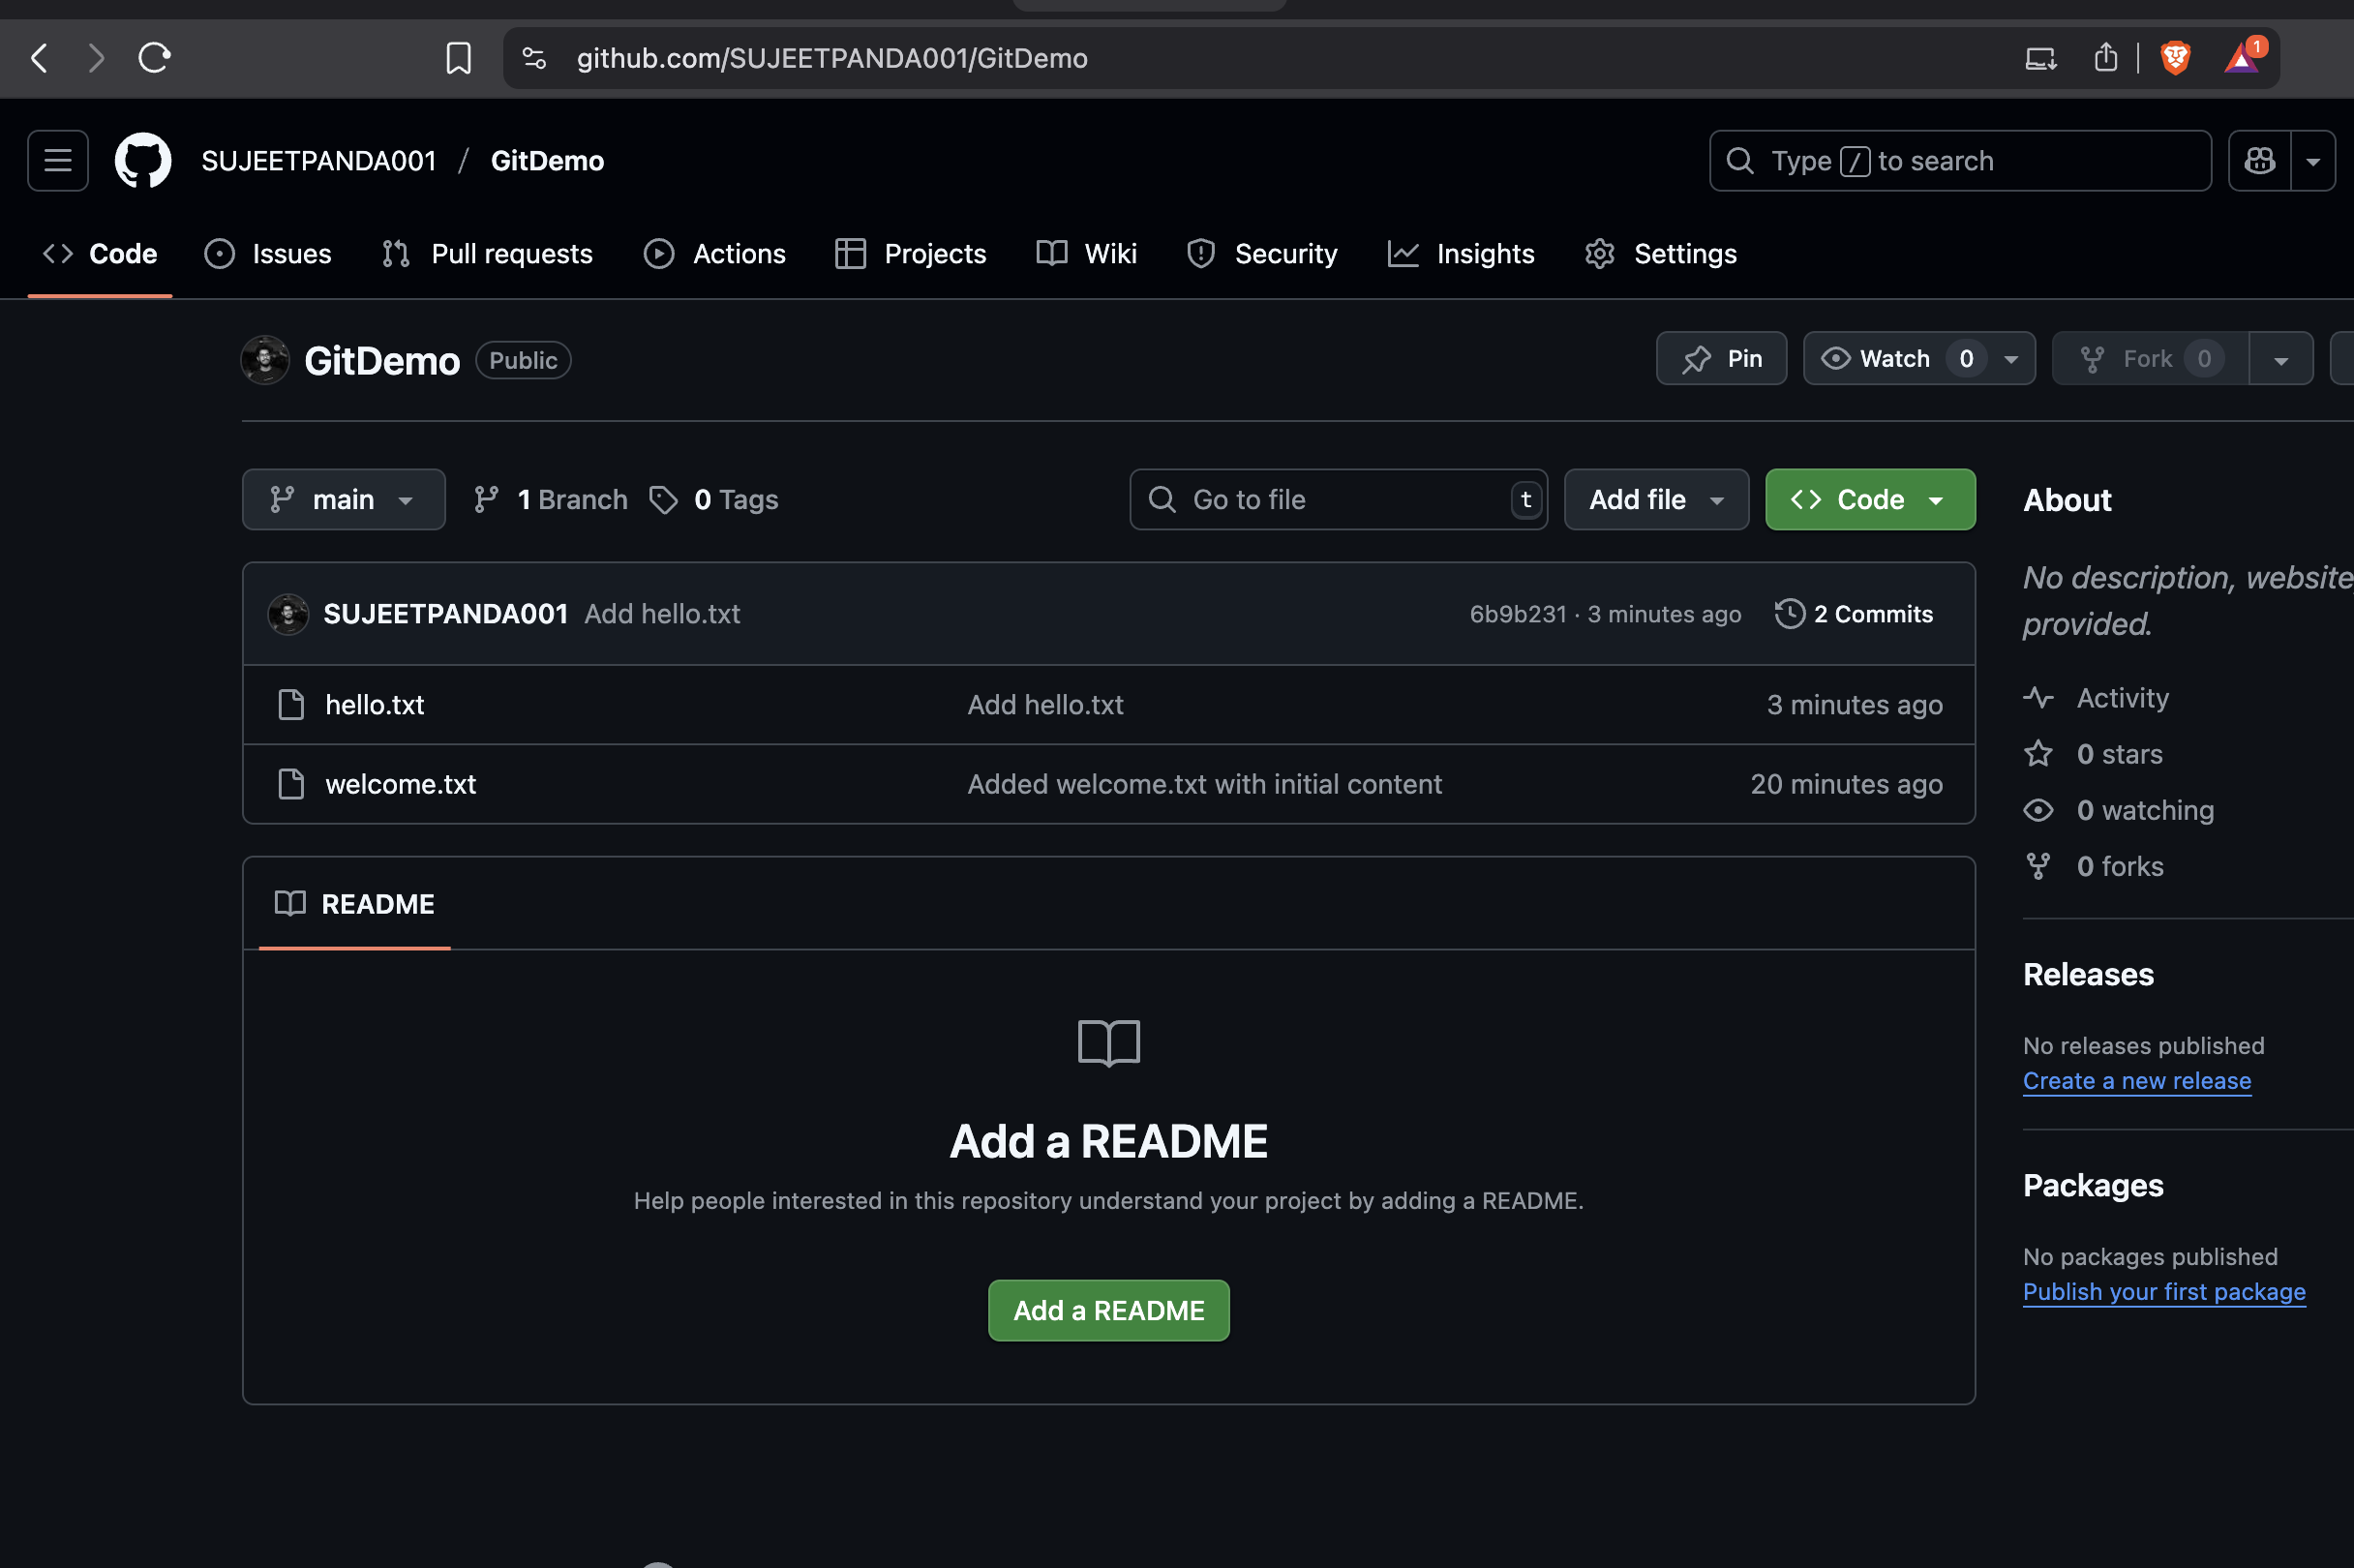 github.com/SUJEETPANDA001/GitDemo
1
SUJEETPANDA001 / GitDemo
Type / to search
Code Issues Pull requests Actions Projects Wiki Security Insights Settings
GitDemo Public
Pin Watch 0 Fork 0
main 1 Branch 0 Tags
Go to file t Add file Code
SUJEETPANDA001 Add hello.txt 6b9b231 · 3 minutes ago 2 Commits
hello.txt Add hello.txt 3 minutes ago
welcome.txt Added welcome.txt with initial content 20 minutes ago
README
Add a README
Help people interested in this repository understand your project by adding a README.
Add a README
About
No description, website,
provided.
Activity
0 stars
0 watching
0 forks
Releases
No releases published
Create a new release
Packages
No packages published
Publish your first package